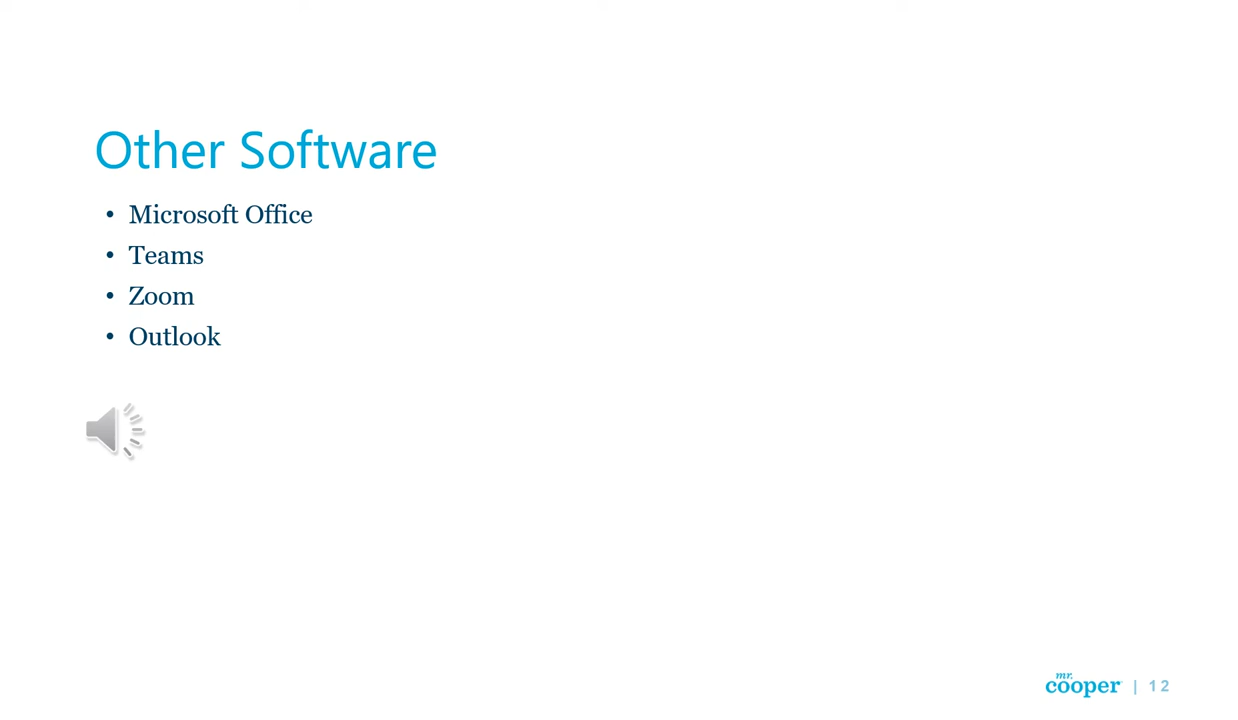 Other Software
• Microsoft Office
• Teams
• Zoom
• Outlook
mr.
cooper | 12